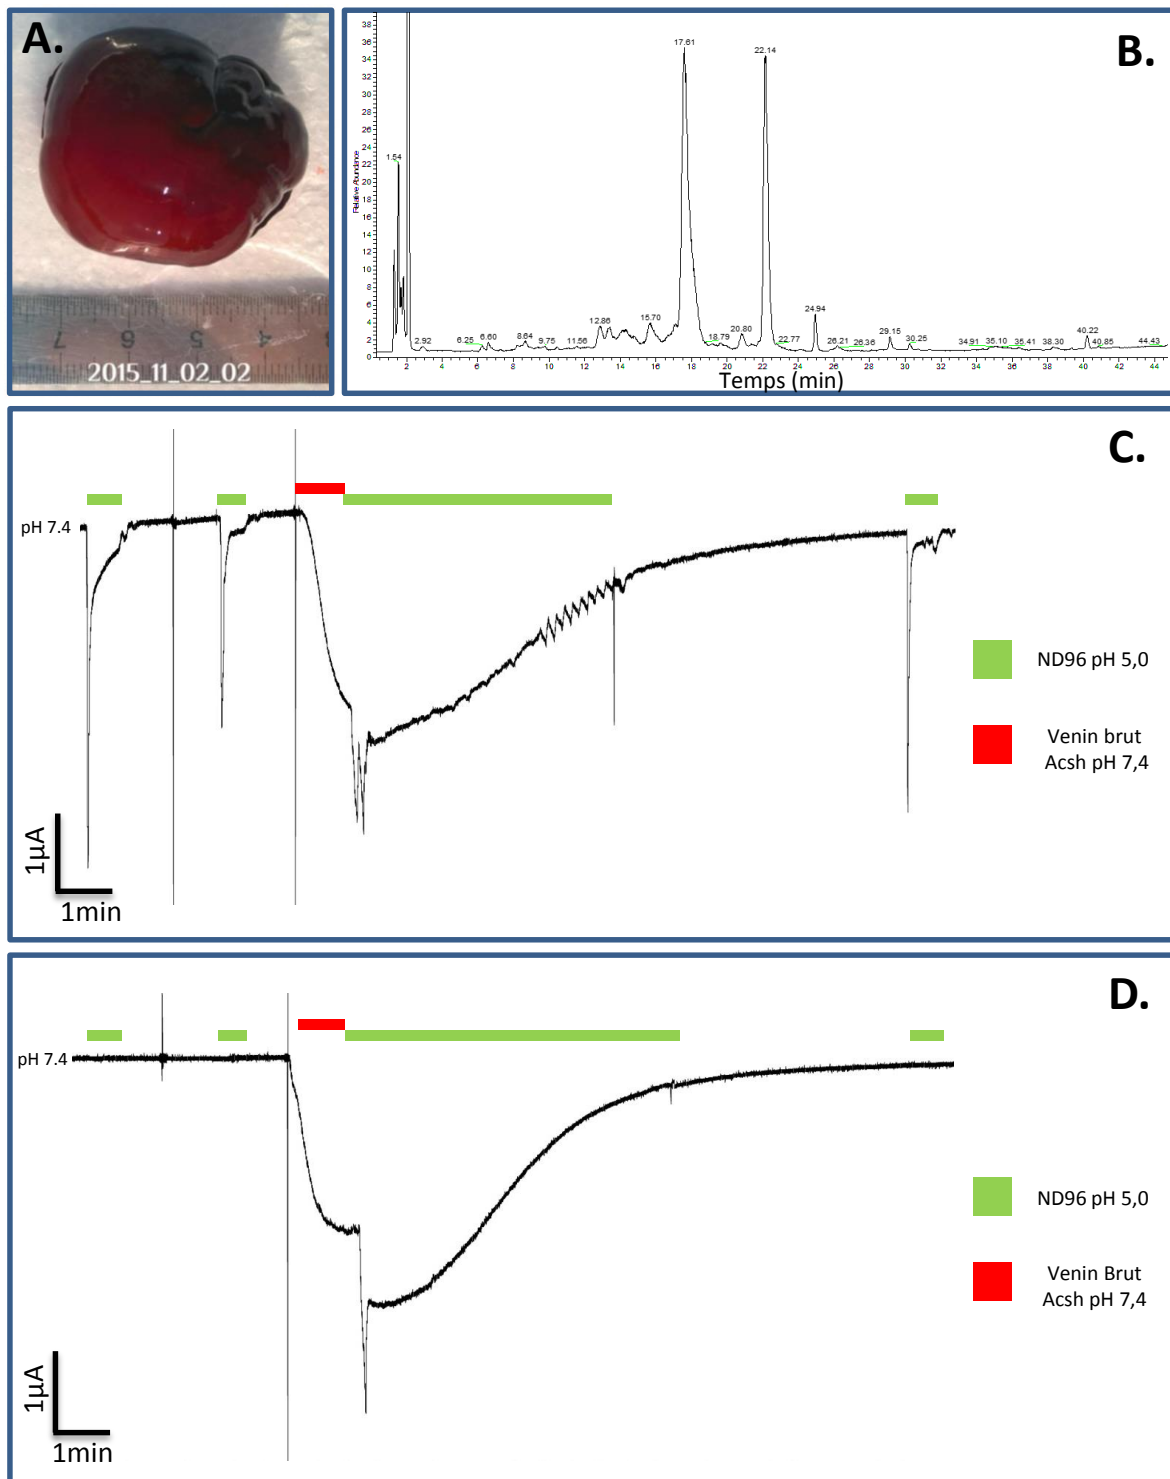 A.
7 6 5 4
2015_11_02_02
B.
Relative Abundance
38
36
34
32
30
28
26
24
22
20
18
16
14
12
10
8
6
4
2
0
1.54
2.92
6.25
6.60
8.64
9.75
11.56
12.86
15.70
17.61
18.79
20.80
22.14
22.77
24.94
26.21
26.36
29.15
30.25
34.91
35.10
35.41
38.30
40.22
40.85
44.43
2 4 6 8 10 12 14 16 18 20 22 24 26 28 30 32 34 36 38 40 42 44
Temps (min)
C.
pH 7.4
ND96 pH 5,0
Venin brut
Acsh pH 7,4
1µA
1min
D.
pH 7.4
ND96 pH 5,0
Venin Brut
Acsh pH 7,4
1µA
1min